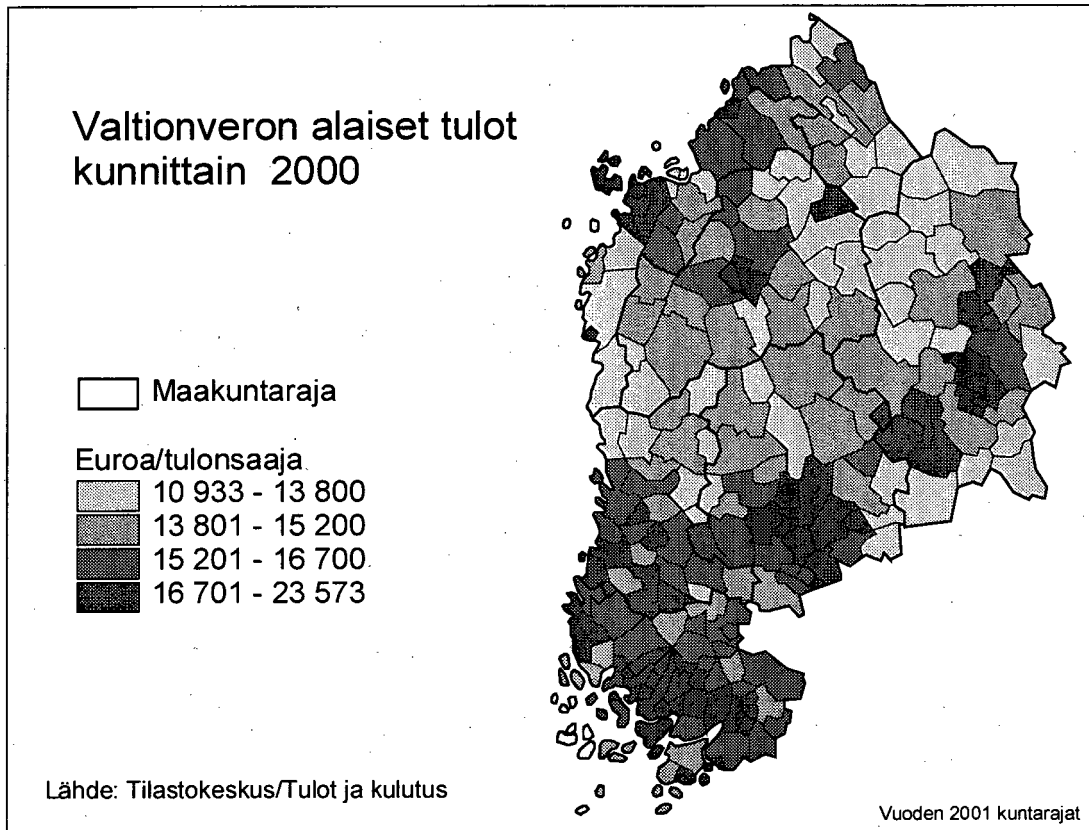 Valtionveron alaiset tulot
kunnittain 2000
Maakuntaraja
Euroa/tulonsaaja
10 933 - 13 800
13 801 - 15 200
15 201 - 16 700
16 701 - 23 573
Lähde: Tilastokeskus/Tulot ja kulutus
Vuoden 2001 kuntarajat